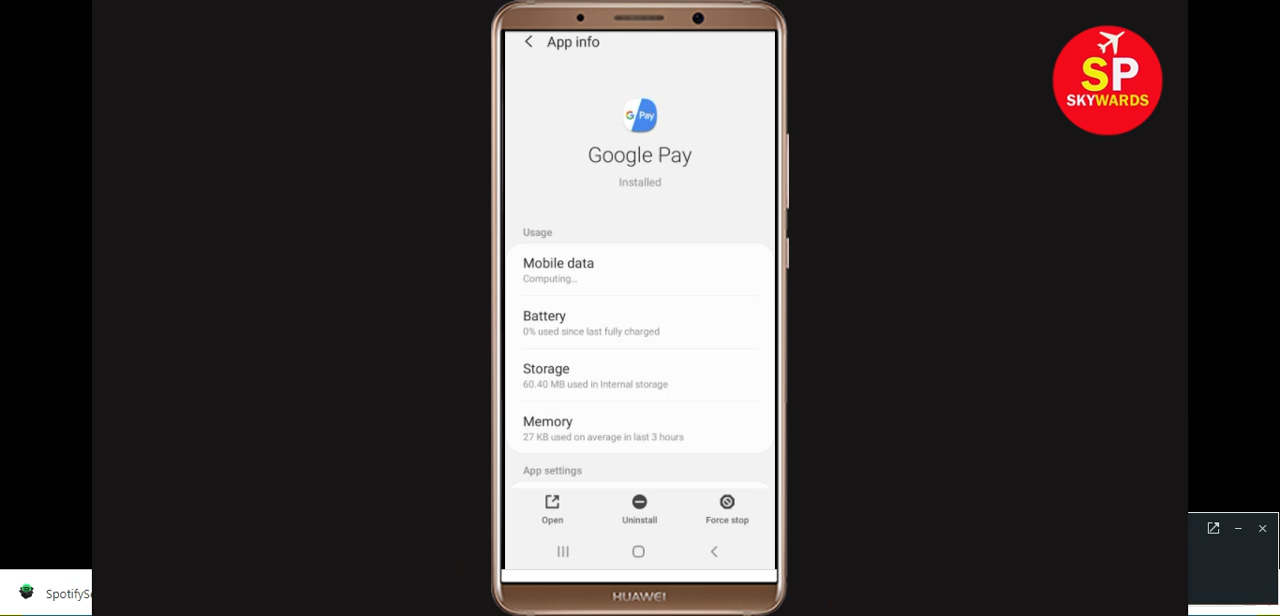 App info
SP
SKYWARDS
G Pay
Google Pay
Installed
Usage
Mobile data
Computing...
Battery
0% used since last fully charged
Storage
60.40 MB used in Internal storage
Memory
27 KB used on average in last 3 hours
App settings
Open
Uninstall
Force stop
HUAWEI